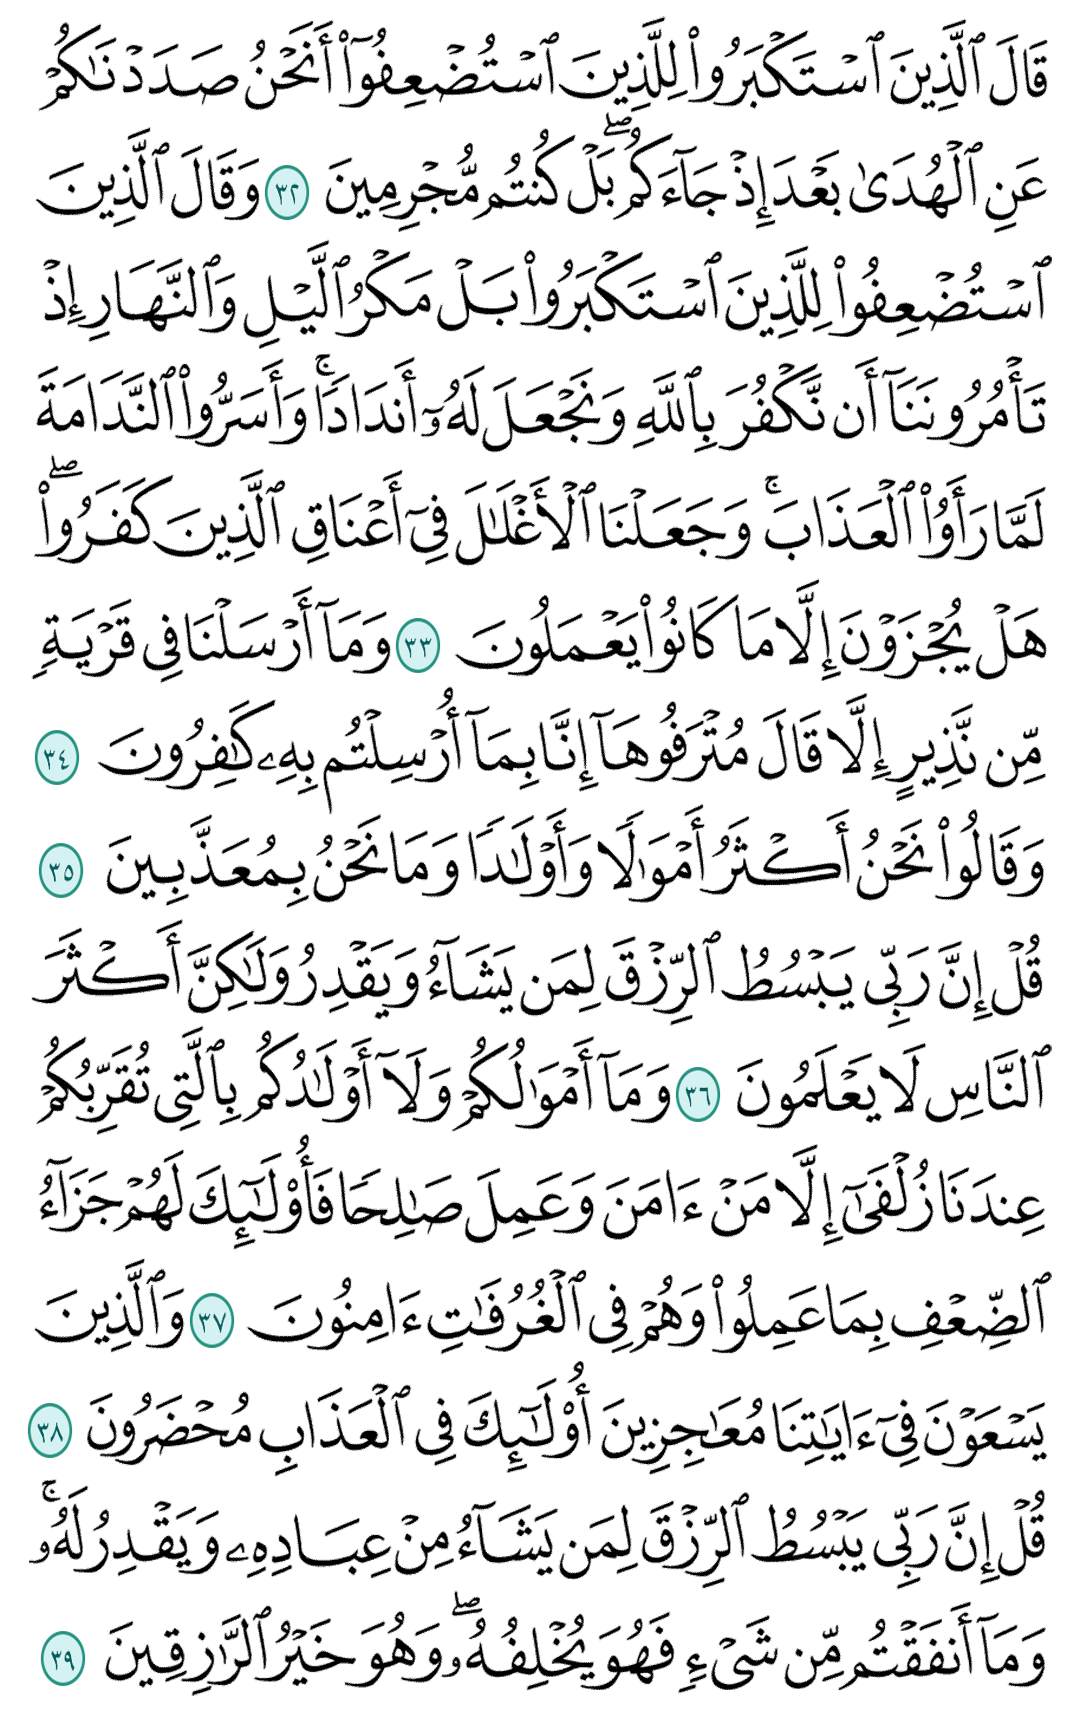 قَالَ ٱلَّذِينَ ٱسۡتَكۡبَرُواْ لِلَّذِينَ ٱسۡتُضۡعِفُوٓاْ أَنَحۡنُ صَدَدۡنَٰكُمۡ
عَنِ ٱلۡهُدَىٰ بَعۡدَ إِذۡ جَآءَكُمۖ بَلۡ كُنتُم مُّجۡرِمِينَ ٣٢ وَقَالَ ٱلَّذِينَ
ٱسۡتُضۡعِفُواْ لِلَّذِينَ ٱسۡتَكۡبَرُواْ بَلۡ مَكۡرُ ٱلَّيۡلِ وَٱلنَّهَارِ إِذۡ
تَأۡمُرُونَنَآ أَن نَّكۡفُرَ بِٱللَّهِ وَنَجۡعَلَ لَهُۥٓ أَندَادٗاۚ وَأَسَرُّواْ ٱلنَّدَامَةَ
لَمَّا رَأَوُاْ ٱلۡعَذَابَۚ وَجَعَلۡنَا ٱلۡأَغۡلَٰلَ فِيٓ أَعۡنَاقِ ٱلَّذِينَ كَفَرُواْۖ
هَلۡ يُجۡزَوۡنَ إِلَّا مَا كَانُواْ يَعۡمَلُونَ ٣٣ وَمَآ أَرۡسَلۡنَا فِي قَرۡيَةٖ
مِّن نَّذِيرٍ إِلَّا قَالَ مُتۡرَفُوهَآ إِنَّا بِمَآ أُرۡسِلۡتُم بِهِۦ كَٰفِرُونَ ٣٤
وَقَالُواْ نَحۡنُ أَكۡثَرُ أَمۡوَٰلٗا وَأَوۡلَٰدٗا وَمَا نَحۡنُ بِمُعَذَّبِينَ ٣٥
قُلۡ إِنَّ رَبِّي يَبۡسُطُ ٱلرِّزۡقَ لِمَن يَشَآءُ وَيَقۡدِرُ وَلَٰكِنَّ أَكۡثَرَ
ٱلنَّاسِ لَا يَعۡلَمُونَ ٣٦ وَمَآ أَمۡوَٰلُكُمۡ وَلَآ أَوۡلَٰدُكُم بِٱلَّتِي تُقَرِّبُكُمۡ
عِندَنَا زُلۡفَىٰٓ إِلَّا مَنۡ ءَامَنَ وَعَمِلَ صَٰلِحٗا فَأُوْلَٰٓئِكَ لَهُمۡ جَزَآءُ
ٱلضِّعۡفِ بِمَا عَمِلُواْ وَهُمۡ فِي ٱلۡغُرُفَٰتِ ءَامِنُونَ ٣٧ وَٱلَّذِينَ
يَسۡعَوۡنَ فِيٓ ءَايَٰتِنَا مُعَٰجِزِينَ أُوْلَٰٓئِكَ فِي ٱلۡعَذَابِ مُحۡضَرُونَ ٣٨
قُلۡ إِنَّ رَبِّي يَبۡسُطُ ٱلرِّزۡقَ لِمَن يَشَآءُ مِنۡ عِبَادِهِۦ وَيَقۡدِرُ لَهُۥۚ
وَمَآ أَنفَقۡتُم مِّن شَيۡءٖ فَهُوَ يُخۡلِفُهُۥۖ وَهُوَ خَيۡرُ ٱلرَّٰزِقِينَ ٣٩